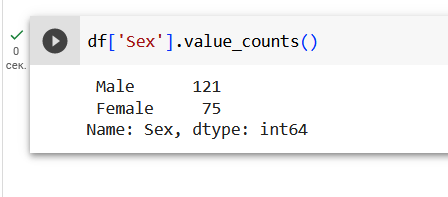 df['Sex'].value_counts()
0
сек.
Male 121
Female 75
Name: Sex, dtype: int64